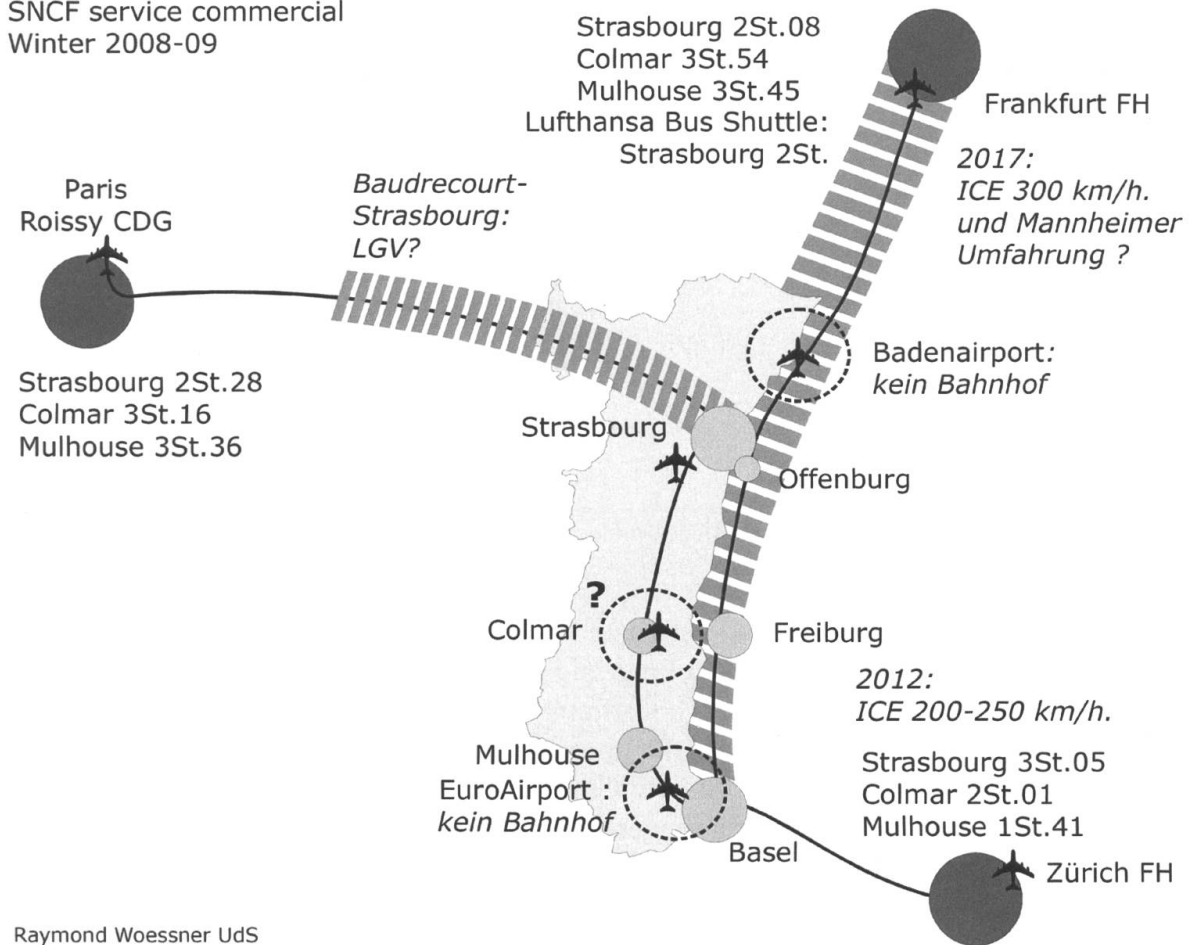 SNCF service commercial
Winter 2008-09
Strasbourg 2St.08
Colmar 3St.54
Mulhouse 3St.45
Lufthansa Bus Shuttle:
Strasbourg 2St.
Frankfurt FH
2017:
ICE 300 km/h.
und Mannheimer
Umfahrung ?
Paris
Roissy CDG
Baudrecourt-
Strasbourg:
LGV?
Strasbourg 2St.28
Colmar 3St.16
Mulhouse 3St.36
Badenairport:
kein Bahnhof
Strasbourg
Offenburg
?
Colmar
Freiburg
2012:
ICE 200-250 km/h.
Mulhouse
EuroAirport :
kein Bahnhof
Basel
Strasbourg 3St.05
Colmar 2St.01
Mulhouse 1St.41
Zürich FH
Raymond Woessner UdS